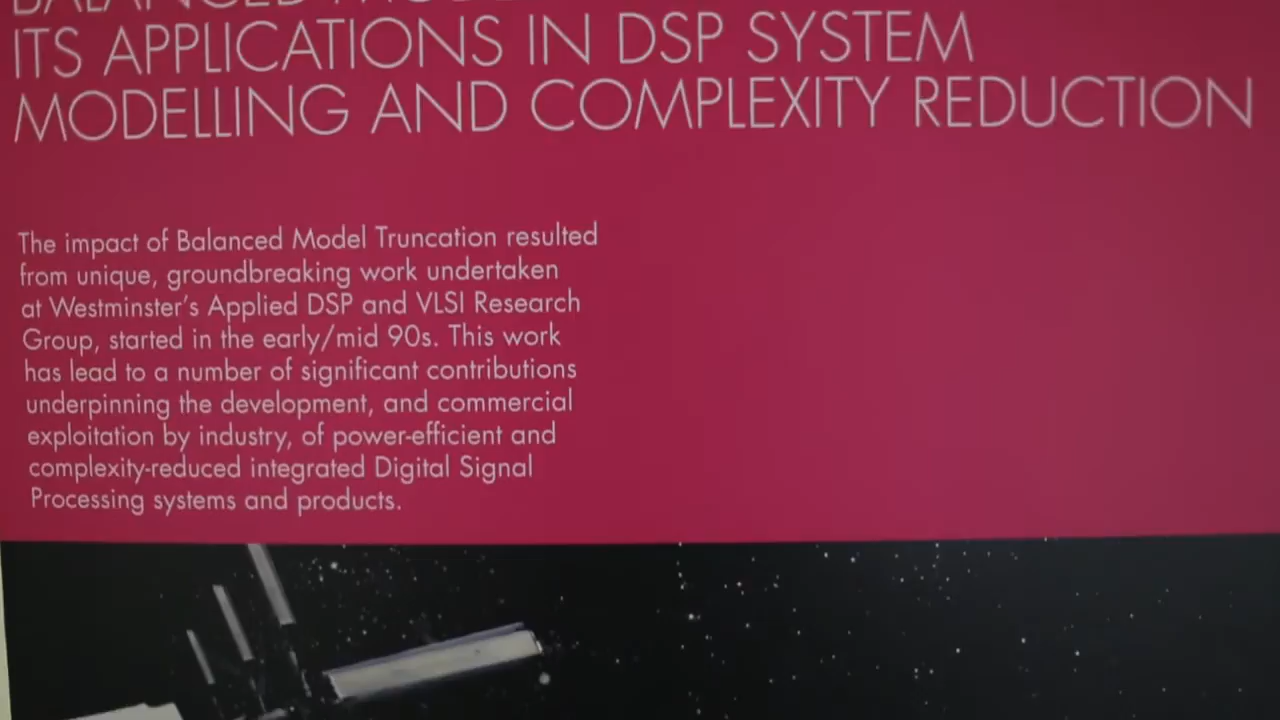 BALANCED
ITS APPLICATIONS IN DSP SYSTEM
MODELLING AND COMPLEXITY REDUCTION
The impact of Balanced Model Truncation resulted
from unique, groundbreaking work undertaken
at Westminster's Applied DSP and VLSI Research
Group, started in the early/mid 90s. This work
has lead to a number of significant contributions
underpinning the development, and commercial
exploitation by industry, of power-efficient and
complexity-reduced integrated Digital Signal
Processing systems and products.